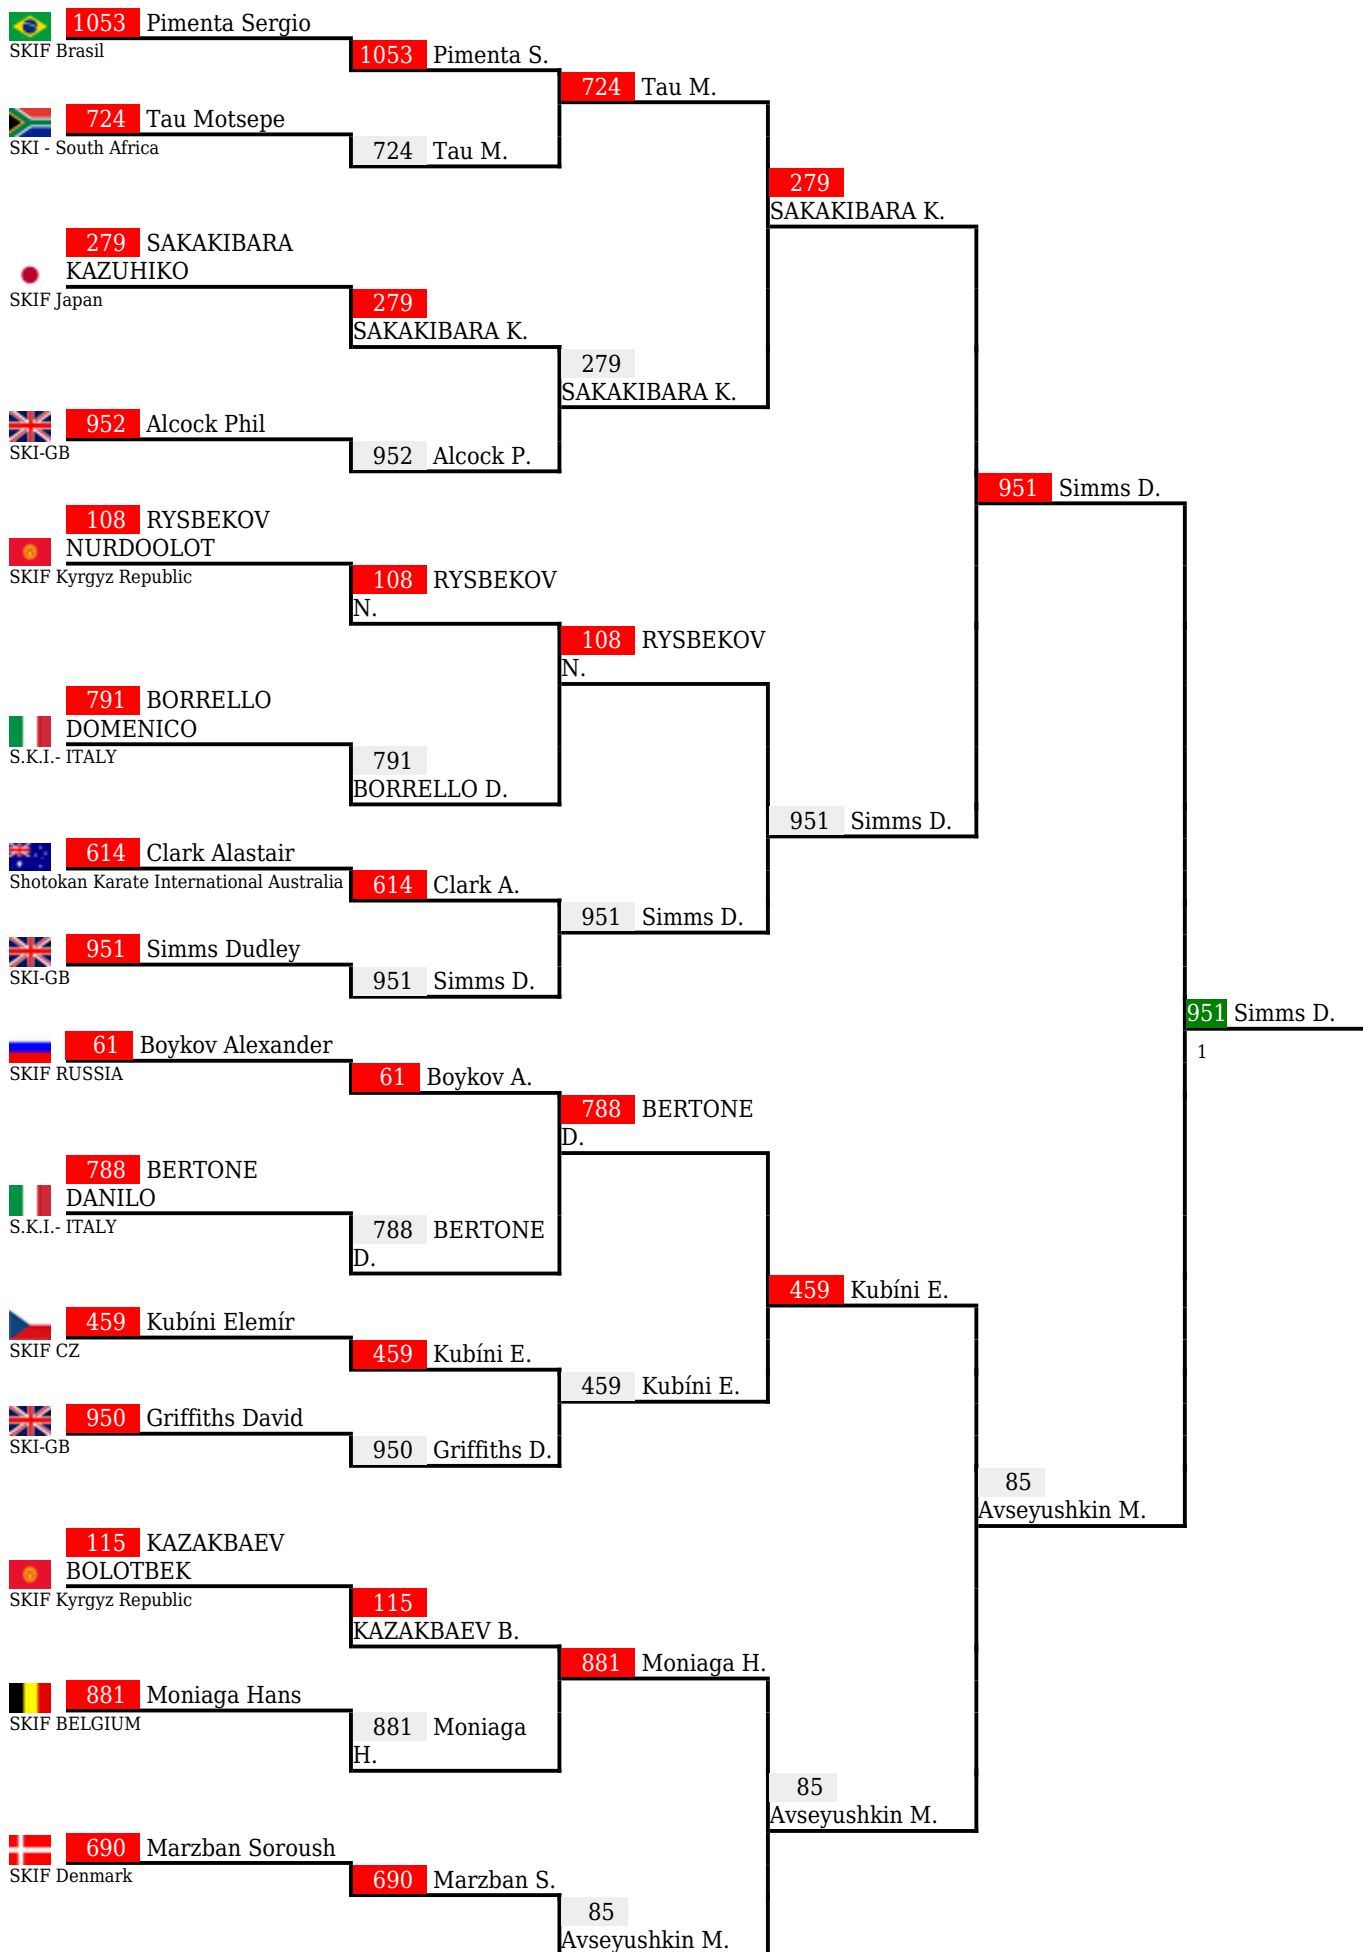 1053 Pimenta Sergio
SKIF Brasil
1053 Pimenta S.
724 Tau M.
724 Tau Motsepe
SKI - South Africa
724 Tau M.
279
SAKAKIBARA K.
279 SAKAKIBARA
KAZUHIKO
SKIF Japan
279
SAKAKIBARA K.
279
SAKAKIBARA K.
952 Alcock Phil
SKI-GB
952 Alcock P.
951 Simms D.
108 RYSBEKOV
NURDOOLOT
SKIF Kyrgyz Republic
108 RYSBEKOV
N.
108 RYSBEKOV
N.
791 BORRELLO
DOMENICO
S.K.I.- ITALY
791
BORRELLO D.
951 Simms D.
614 Clark Alastair
Shotokan Karate International Australia
614 Clark A.
951 Simms D.
951 Simms Dudley
SKI-GB
951 Simms D.
951 Simms D.
1
61 Boykov Alexander
SKIF RUSSIA
61 Boykov A.
788 BERTONE
D.
788 BERTONE
DANILO
S.K.I.- ITALY
788 BERTONE
D.
459 Kubíni E.
459 Kubíni Elemír
SKIF CZ
459 Kubíni E.
459 Kubíni E.
950 Griffiths David
SKI-GB
950 Griffiths D.
85
Avseyushkin M.
115 KAZAKBAEV
BOLOTBEK
SKIF Kyrgyz Republic
115
KAZAKBAEV B.
881 Moniaga H.
881 Moniaga Hans
SKIF BELGIUM
881 Moniaga
H.
85
Avseyushkin M.
690 Marzban Soroush
SKIF Denmark
690 Marzban S.
85
Avseyushkin M.